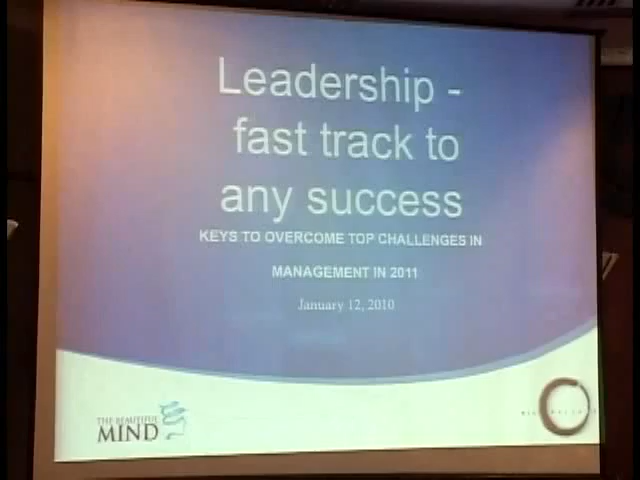 Leadership -
fast track to
any success
KEYS TO OVERCOME TOP CHALLENGES IN
MANAGEMENT IN 2011
January 12, 2010
THE BEAUTIFUL
MIND